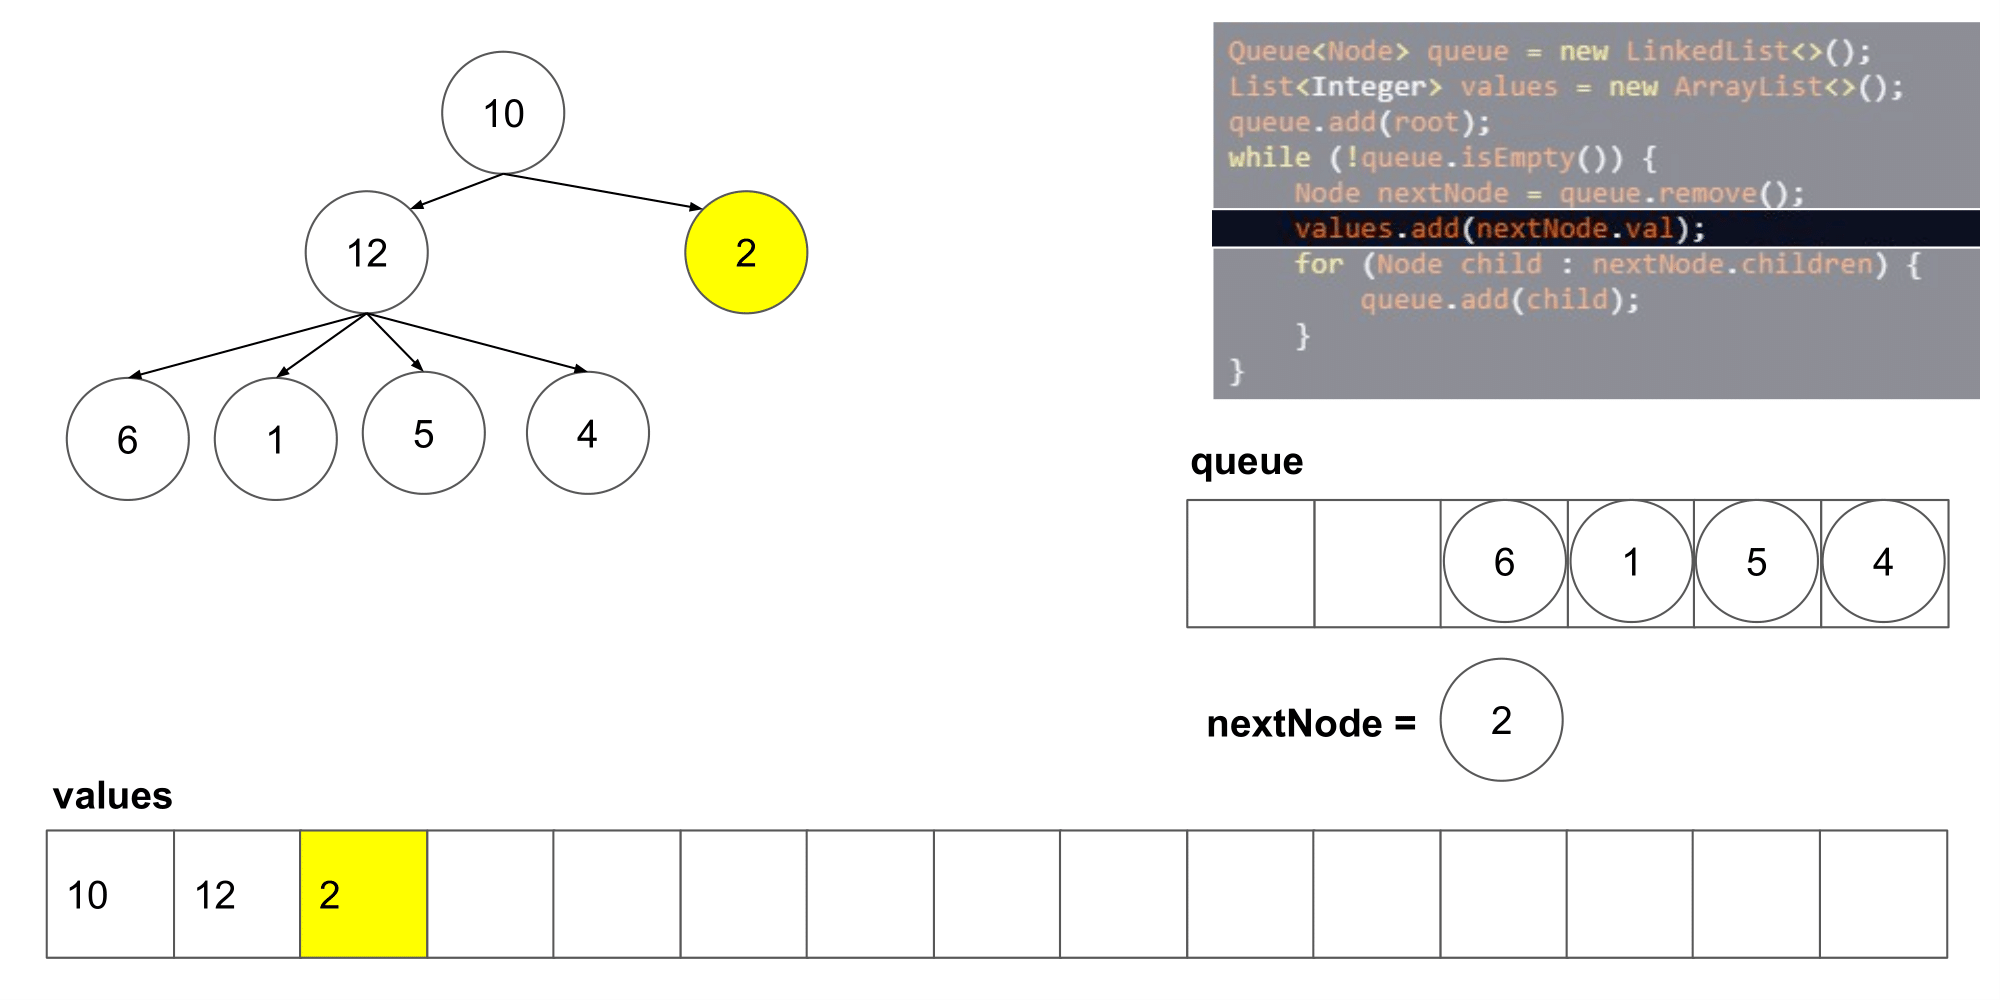 10
12
2
6
1
5
4
Queue<Node> queue = new LinkedList<>();
List<Integer> values = new ArrayList<>();
queue.add(root);
while (!queue.isEmpty()) {
    Node nextNode = queue.remove();
    values.add(nextNode.val);
    for (Node child : nextNode.children) {
        queue.add(child);
    }
}
queue
6 1 5 4
nextNode = 2
values
10 12 2